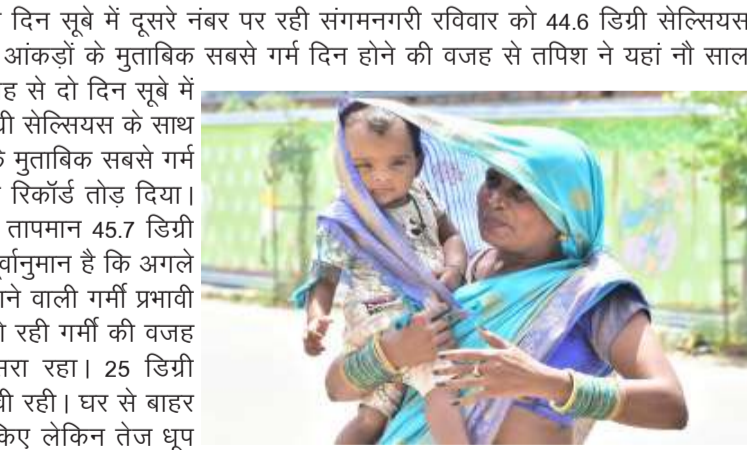 दिन सूबे में दूसरे नंबर पर रही संगमनगरी रविवार को 44.6 डिग्री सेल्सियस
आंकड़ों के मुताबिक सबसे गर्म दिन होने की वजह से तपिश ने यहां नौ साल
से दो दिन सूबे में
सेल्सियस के साथ
मुताबिक सबसे गर्म
रिकॉर्ड तोड़ दिया।
तापमान 45.7 डिग्री
है कि अगले
वाली गर्मी प्रभावी
रही गर्मी की वजह
रहा। 25 डिग्री
रही। घर से बाहर
लेकिन तेज धूप